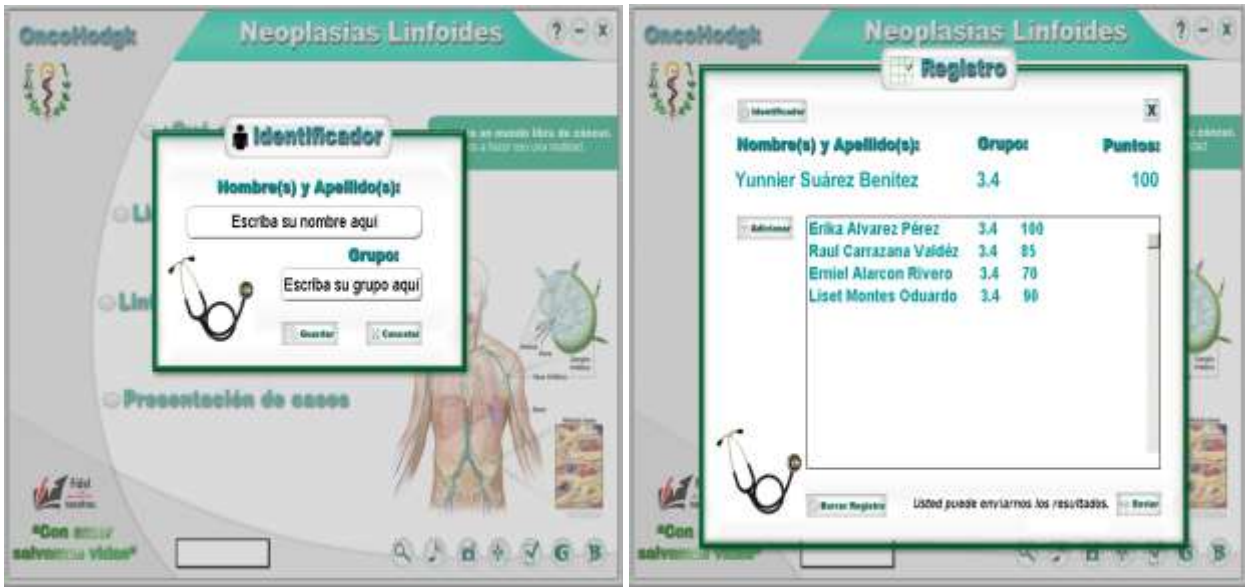 OncoHodgk
Neoplasias Linfoides
? - x
Identificador
Nombre(s) y Apellido(s):
Escriba su nombre aquí
Grupo:
Escriba su grupo aquí
Guardar
Cancelar
Presentación de casos
"Con amor
salvamos vidas"
G B
OncoHodgk
Neoplasias Linfoides
? - x
Registro
Identificador
X
Nombre(s) y Apellido(s): Grupo: Puntos:
Yunnier Suárez Benítez 3.4 100
Adicionar
Erika Alvarez Pérez 3.4 100
Raul Carrazana Valdéz 3.4 85
Emiel Alarcon Rivero 3.4 70
Liset Montes Oduardo 3.4 90
Borrar Registro
Usted puede enviarnos los resultados.
Enviar
"Con
G B